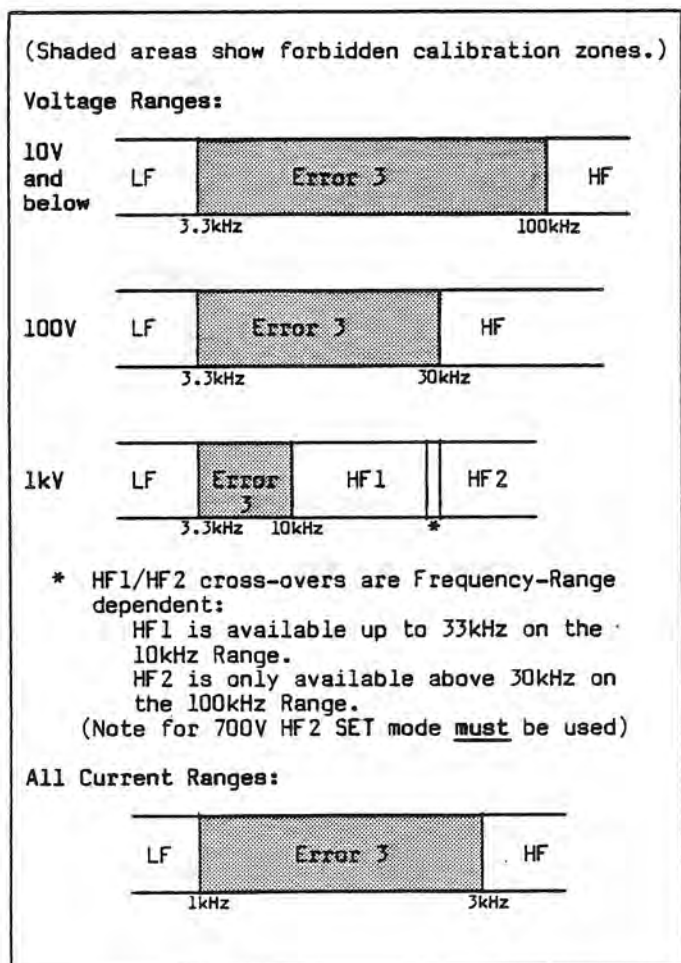 (Shaded areas show forbidden calibration zones.)
Voltage Ranges:
10V
and
below
LF
Error 3
HF
3.3kHz
100kHz
100V
LF
Error 3
HF
3.3kHz
30kHz
1kV
LF
Error
3
HF1
HF2
3.3kHz
10kHz
*
* HF1/HF2 cross-overs are Frequency-Range
dependent:
HF1 is available up to 33kHz on the
10kHz Range.
HF2 is only available above 30kHz on
the 100kHz Range.
(Note for 700V HF2 SET mode must be used)
All Current Ranges:
LF
Error 3
HF
1kHz
3kHz